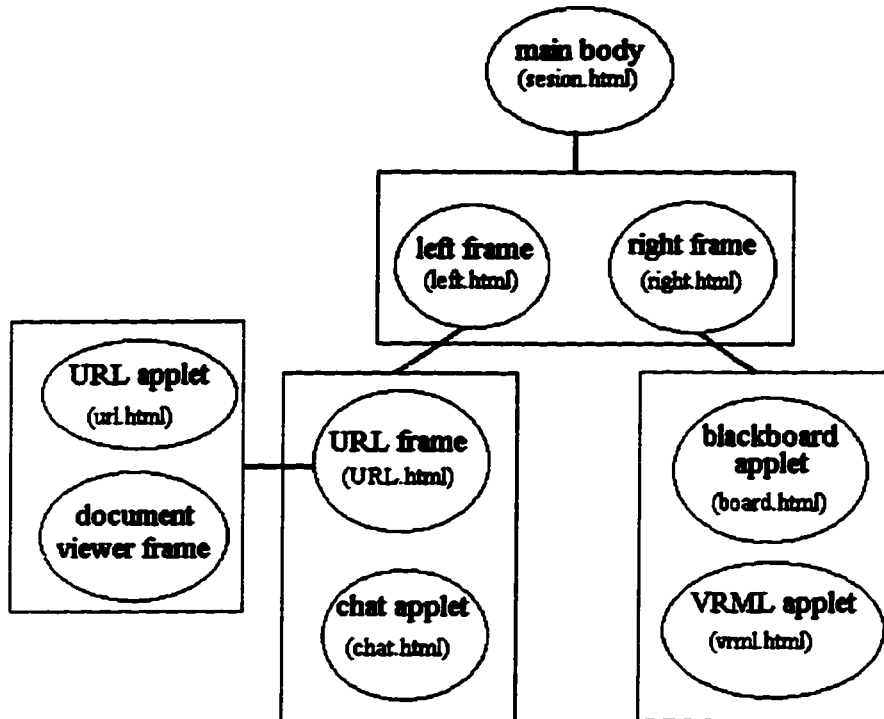 main body
(sesion.html)
left frame
(left.html)
right frame
(right.html)
URL applet
(url.html)
document
viewer frame
URL frame
(URL.html)
chat applet
(chat.html)
blackboard
applet
(board.html)
VRML applet
(vrml.html)